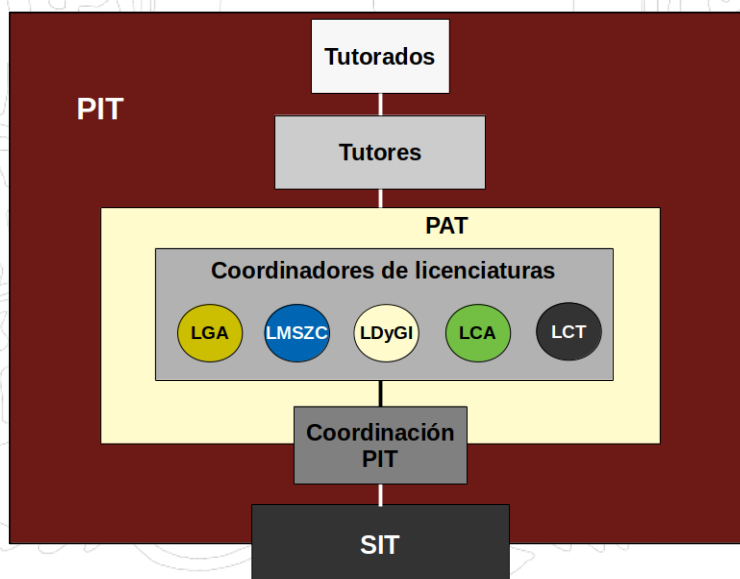 Tutorados
PIT
Tutores
PAT
Coordinadores de licenciaturas
LGA LMSZC LDyGI LCA LCT
Coordinación
PIT
SIT